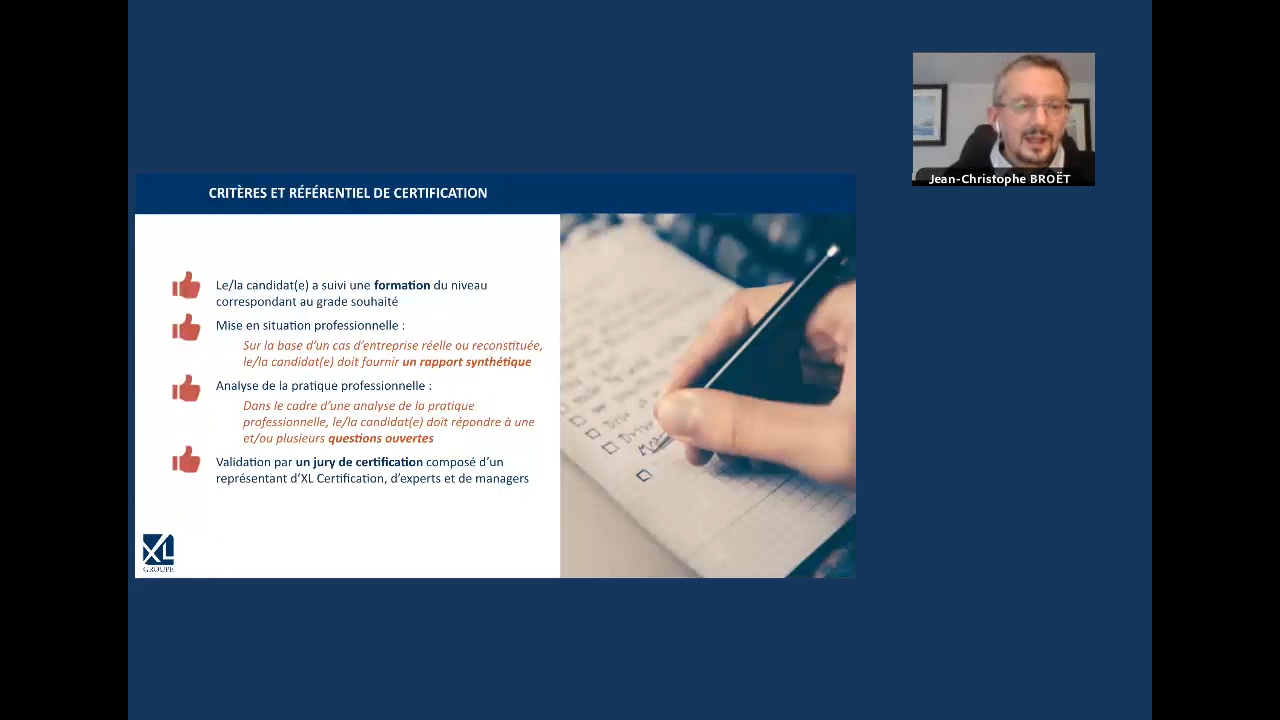 Jean-Christophe BROËT
CRITÈRES ET RÉFÉRENTIEL DE CERTIFICATION
Le/la candidat(e) a suivi une formation du niveau
correspondant au grade souhaité
Mise en situation professionnelle :
Sur la base d'un cas d'entreprise réelle ou reconstituée,
le/la candidat(e) doit fournir un rapport synthétique
Analyse de la pratique professionnelle :
Dans le cadre d'une analyse de la pratique
professionnelle, le/la candidat(e) doit répondre à une
et/ou plusieurs questions ouvertes
Validation par un jury de certification composé d'un
représentant d'XL Certification, d'experts et de managers
XL
GROUPE